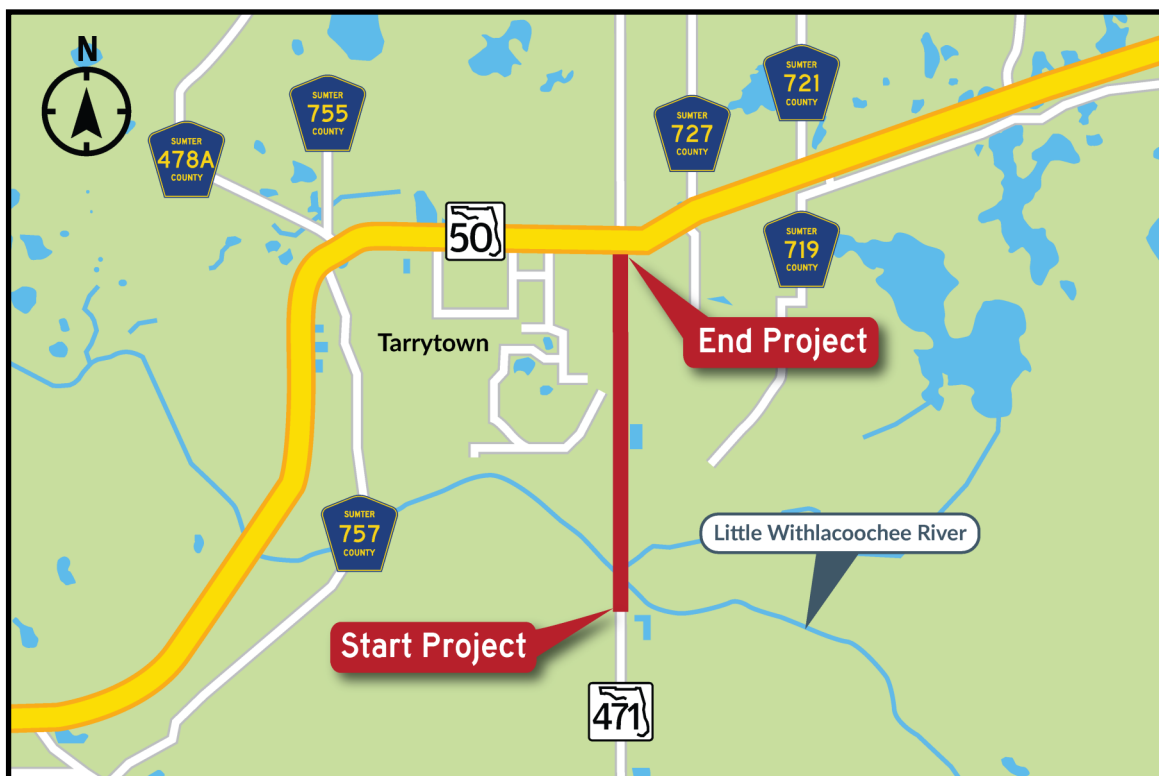 N
SUMTER
721
COUNTY
SUMTER
755
COUNTY
SUMTER
727
COUNTY
SUMTER
478A
COUNTY
50
SUMTER
719
COUNTY
Tarrytown
End Project
SUMTER
757
COUNTY
Little Withlacoochee River
Start Project
471